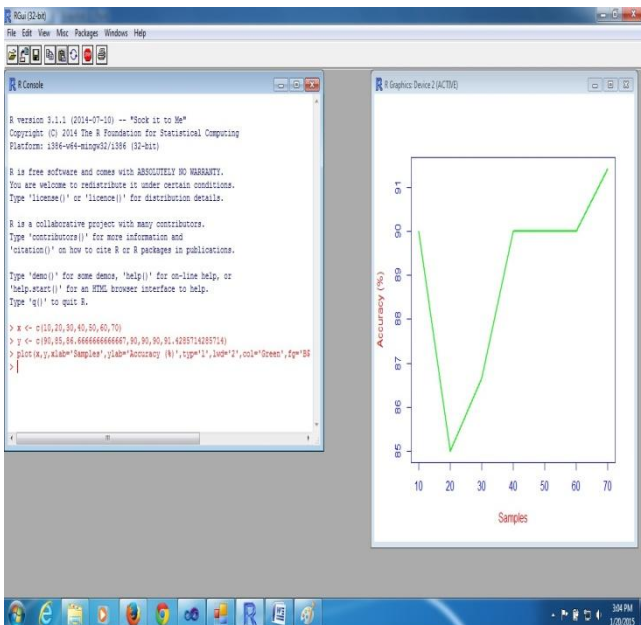 RGui (32-bit)
File Edit View Misc Packages Windows Help
R Console
R version 3.1.1 (2014-07-10) -- "Sock it to Me"
Copyright (C) 2014 The R Foundation for Statistical Computing
Platform: i386-w64-mingw32/i386 (32-bit)
R is free software and comes with ABSOLUTELY NO WARRANTY.
You are welcome to redistribute it under certain conditions.
Type 'license()' or 'licence()' for distribution details.
R is a collaborative project with many contributors.
Type 'contributors()' for more information and
'citation()' on how to cite R or R packages in publications.
Type 'demo()' for some demos, 'help()' for on-line help, or
'help.start()' for an HTML browser interface to help.
Type 'q()' to quit R.
> x <- c(10,20,30,40,50,60,70)
> y <- c(90,85,86.6666666666667,90,90,90,91.4285714285714)
> plot(x,y,xlab='Samples',ylab='Accuracy (%)',typ='l',lwd='2',col='Green',fg='B
>
R Graphics: Device 2 (ACTIVE)
Accuracy (%)
91
90
89
88
87
86
85
10 20 30 40 50 60 70
Samples
STOP
3:04 PM
1/20/2015